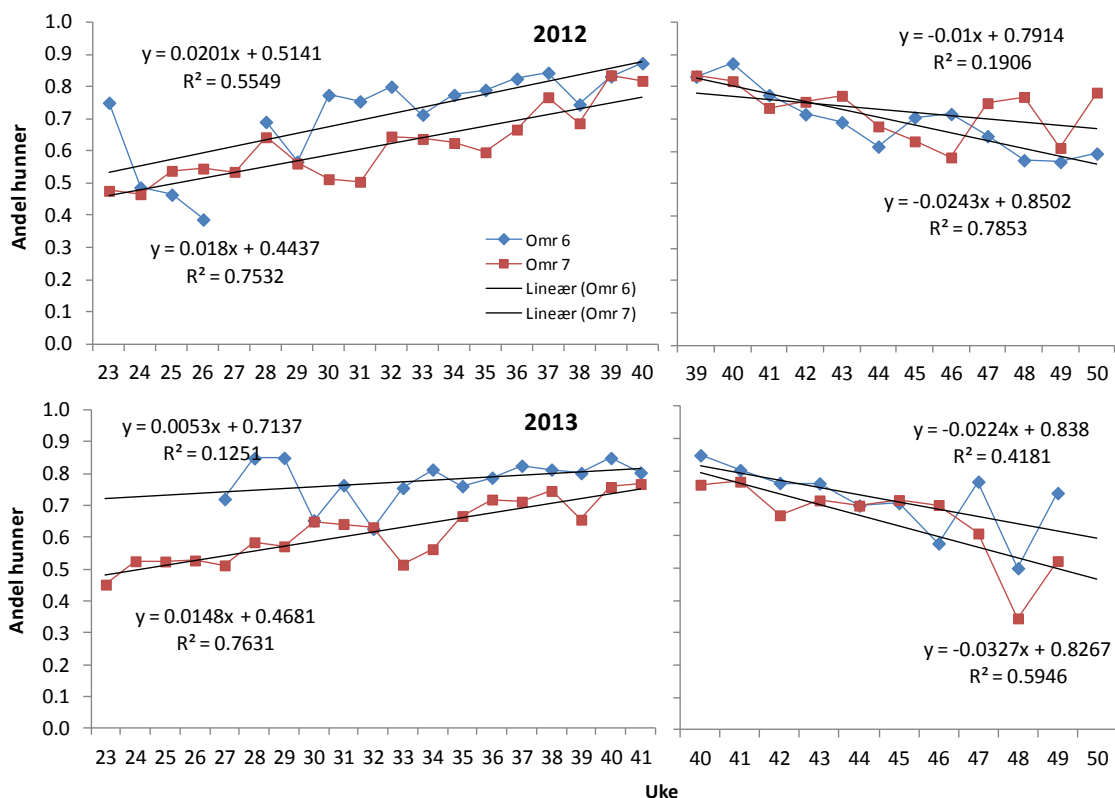 2012
Andel hunner
1.0
0.9
0.8
0.7
0.6
0.5
0.4
0.3
0.2
0.1
0.0
y = 0.0201x + 0.5141
R² = 0.5549
y = 0.018x + 0.4437
R² = 0.7532
Omr 6
Omr 7
Lineær (Omr 6)
Lineær (Omr 7)
23 24 25 26 27 28 29 30 31 32 33 34 35 36 37 38 39 40
y = -0.01x + 0.7914
R² = 0.1906
y = -0.0243x + 0.8502
R² = 0.7853
39 40 41 42 43 44 45 46 47 48 49 50
2013
Andel hunner
1.0
0.9
0.8
0.7
0.6
0.5
0.4
0.3
0.2
0.1
0.0
y = 0.0053x + 0.7137
R² = 0.1251
y = 0.0148x + 0.4681
R² = 0.7631
23 24 25 26 27 28 29 30 31 32 33 34 35 36 37 38 39 40 41
y = -0.0224x + 0.838
R² = 0.4181
y = -0.0327x + 0.8267
R² = 0.5946
40 41 42 43 44 45 46 47 48 49 50
Uke